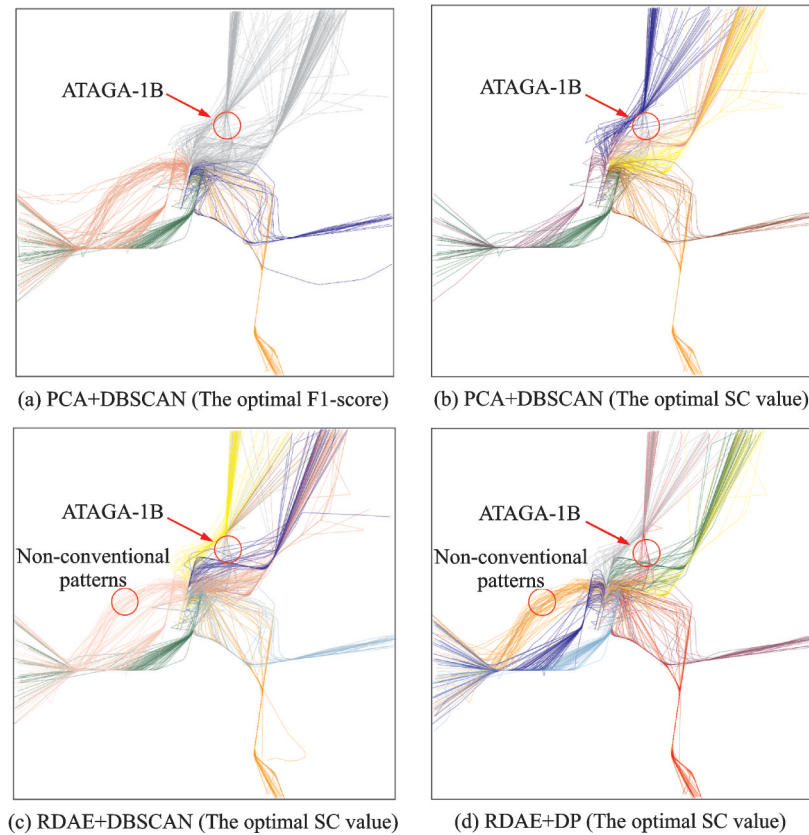 ATAGA-1B
ATAGA-1B
(a) PCA+DBSCAN (The optimal F1-score)
(b) PCA+DBSCAN (The optimal SC value)
ATAGA-1B
Non-conventional
patterns
ATAGA-1B
Non-conventional
patterns
(c) RDAE+DBSCAN (The optimal SC value)
(d) RDAE+DP (The optimal SC value)